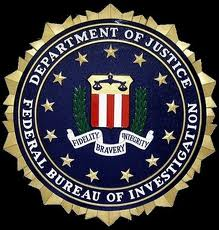 DEPARTMENT OF JUSTICE
FIDELITY BRAVERY INTEGRITY
FEDERAL BUREAU OF INVESTIGATION